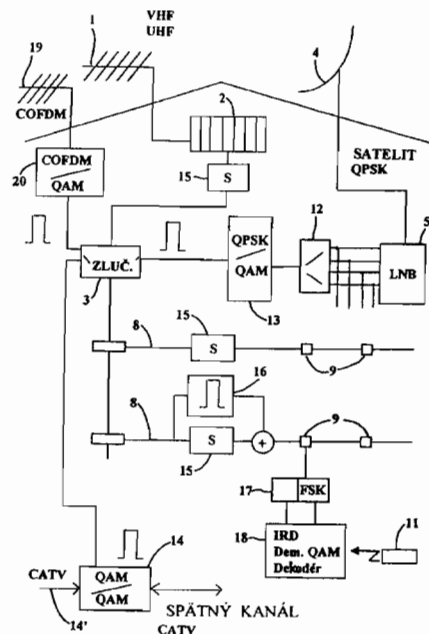 1
VHF
UHF
19
COFDM
4
2
COFDM
QAM
20
15
S
SATELIT
QPSK
12
5
QPSK
QAM
13
LNB
ZLUČ.
3
8
15
S
9
16
8
S
15
+
9
17
FSK
18
IRD
Dem. QAM
Dekodér
11
14
CATV
QAM
QAM
14'
SPÄTNÝ KANÁL
CATV